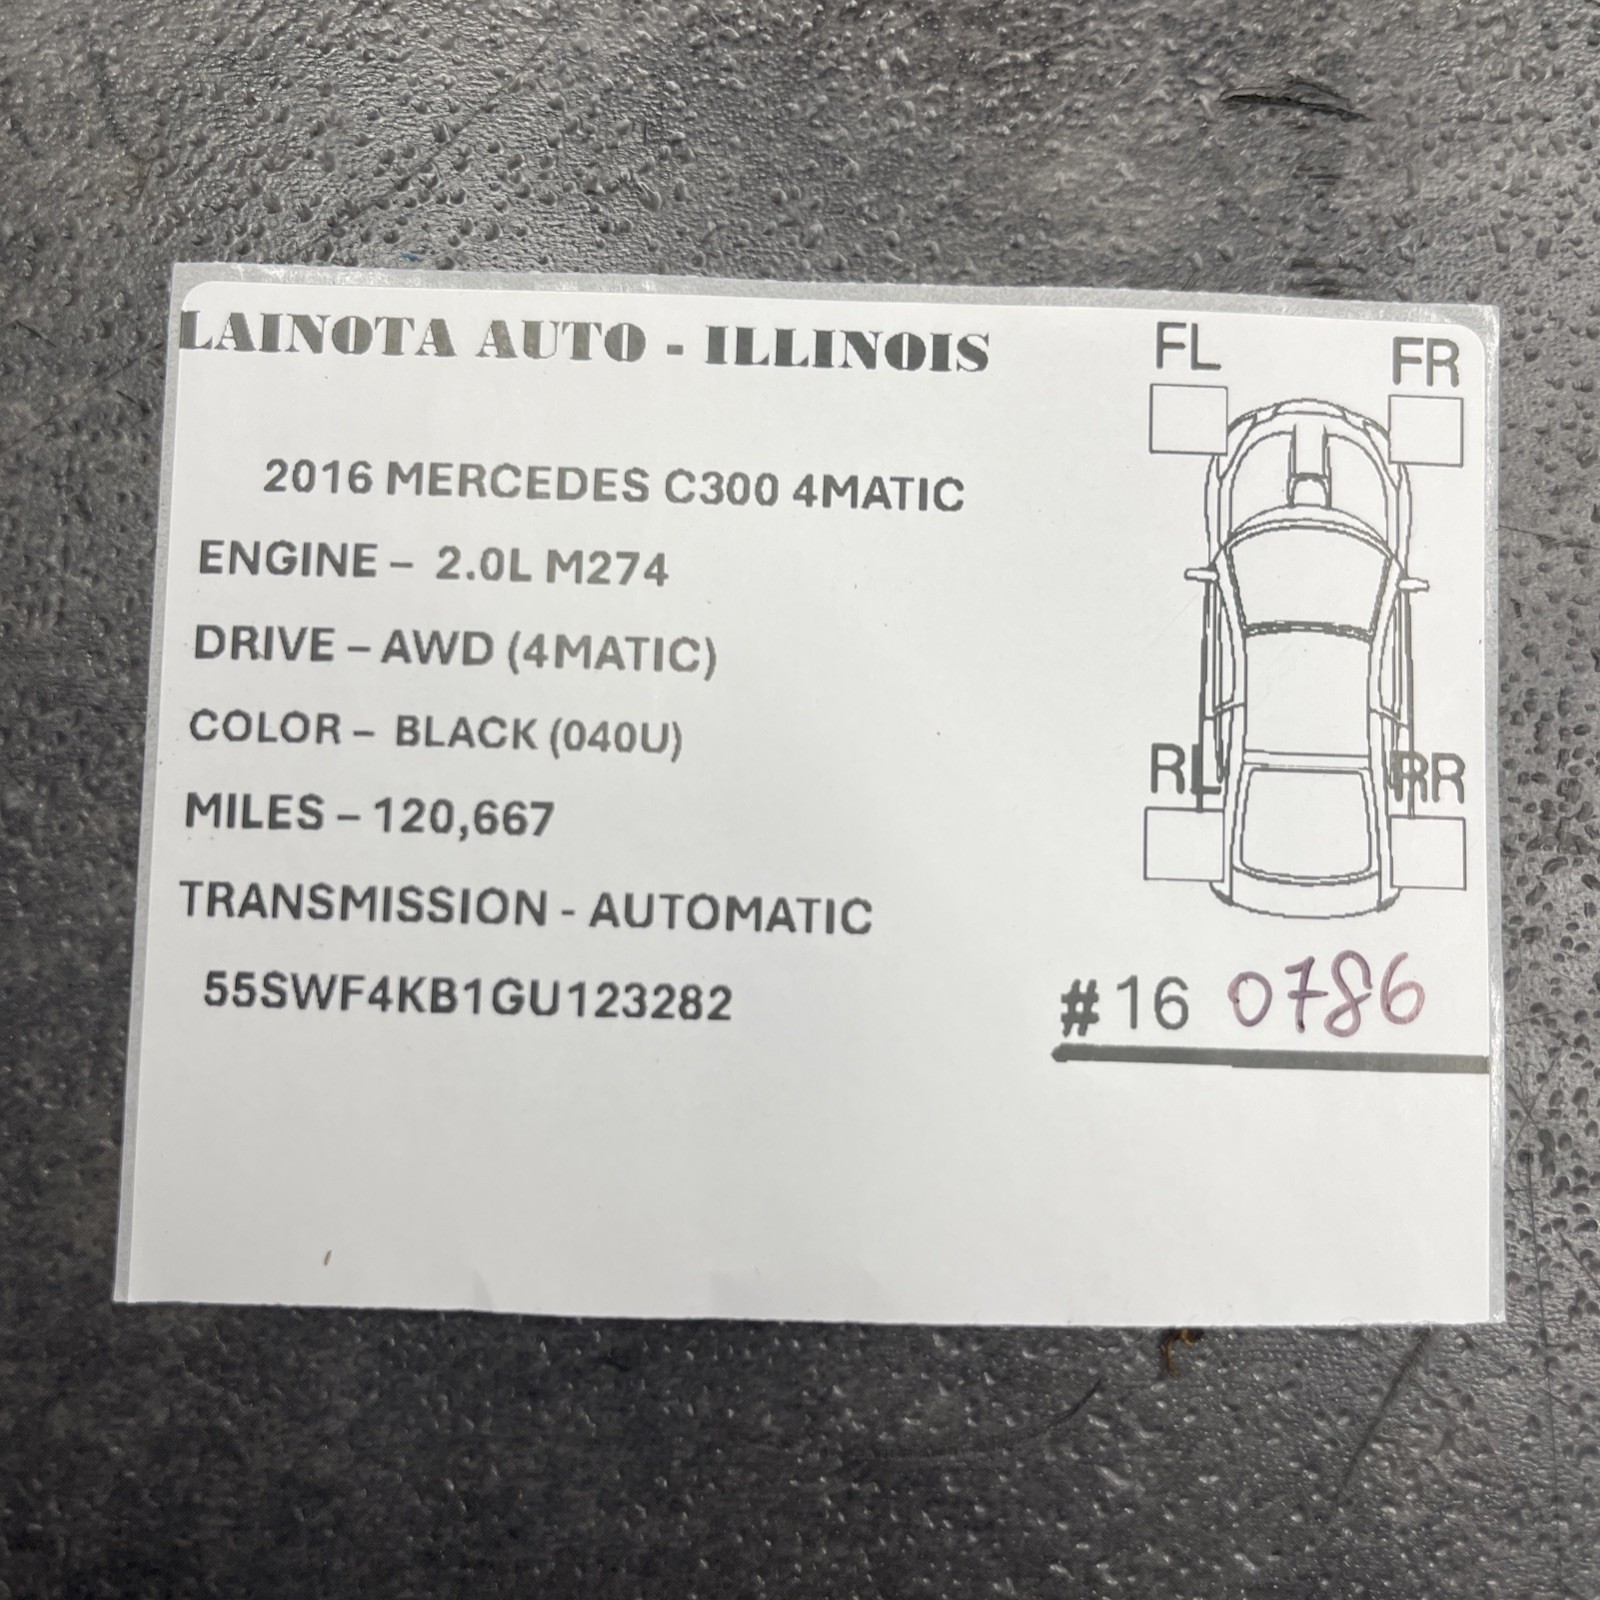 LAINOTA AUTO - ILLINOIS
FL
FR
2016 MERCEDES C300 4MATIC
ENGINE – 2.0L M274
DRIVE – AWD (4MATIC)
COLOR – BLACK (040U)
MILES – 120,667
RL
RR
TRANSMISSION - AUTOMATIC
55SWF4KB1GU123282
#16 0786